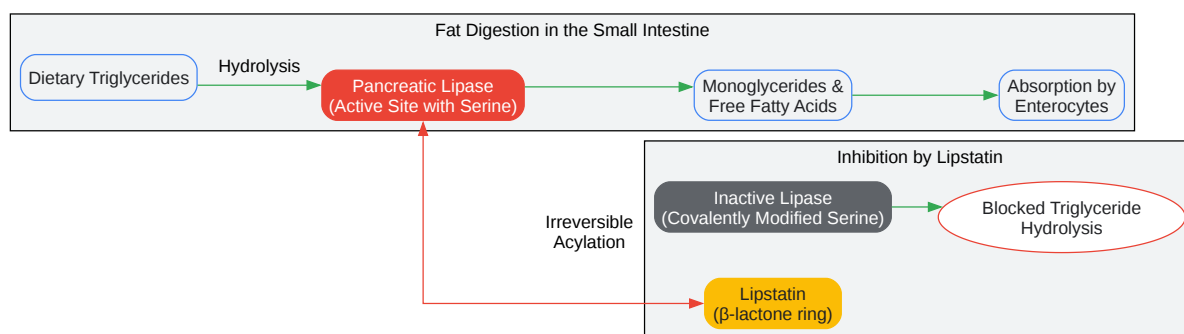 Fat Digestion in the Small Intestine
Dietary Triglycerides
Hydrolysis
Pancreatic Lipase
(Active Site with Serine)
Monoglycerides &
Free Fatty Acids
Absorption by
Enterocytes
Inhibition by Lipstatin
Inactive Lipase
(Covalently Modified Serine)
Blocked Triglyceride
Hydrolysis
Irreversible
Acylation
Lipstatin
(β-lactone ring)